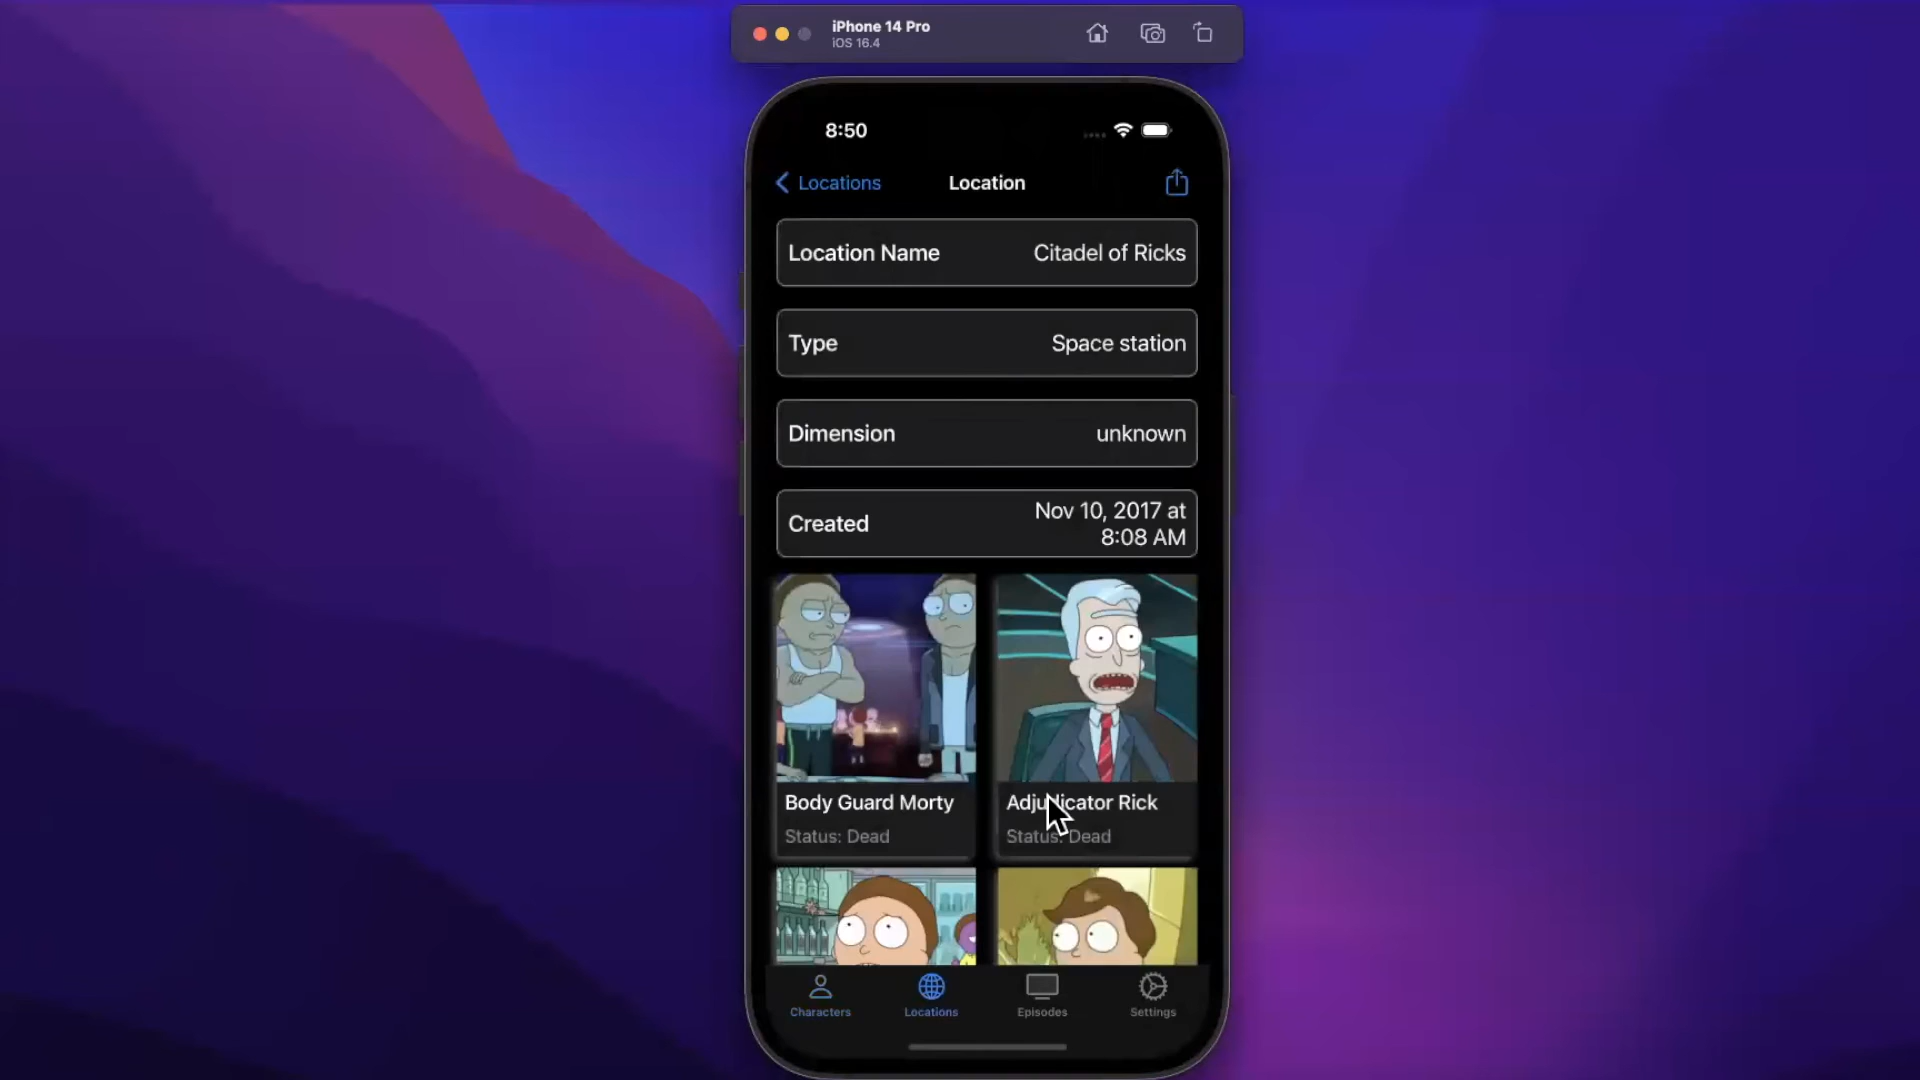 iPhone 14 Pro
iOS 16.4
8:50
Locations
Location
Location Name
Citadel of Ricks
Type
Space station
Dimension
unknown
Created
Nov 10, 2017 at
8:08 AM
Body Guard Morty
Status: Dead
Adjudicator Rick
Status: Dead
Characters
Locations
Episodes
Settings